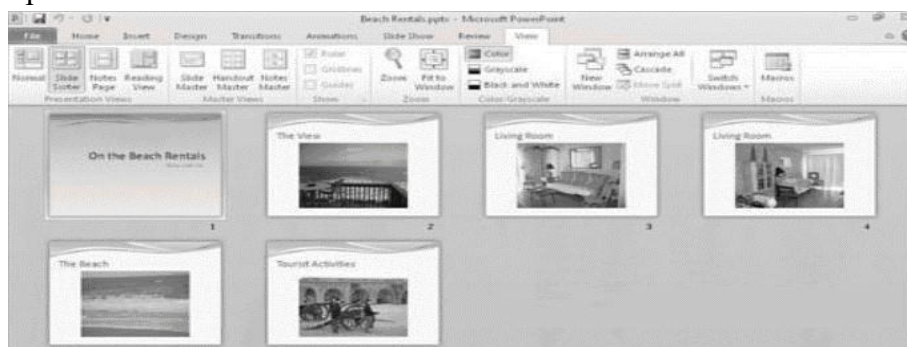 Beach Rentals.pptx - Microsoft PowerPoint
File Home Insert Design Transitions Animations Slide Show Review View
Normal Slide Sorter Notes Page Reading View Slide Master Handout Master Notes Master Ruler Gridlines Guides Zoom Fit to Window Color Grayscale Black and White New Window Arrange All Cascade Move Split Switch Windows Macros
Presentation Views Master Views Show Zoom Color/Grayscale Window Macros
On the Beach Rentals
The View
Living Room
Living Room
1 2 3 4
The Beach
Tourist Activities